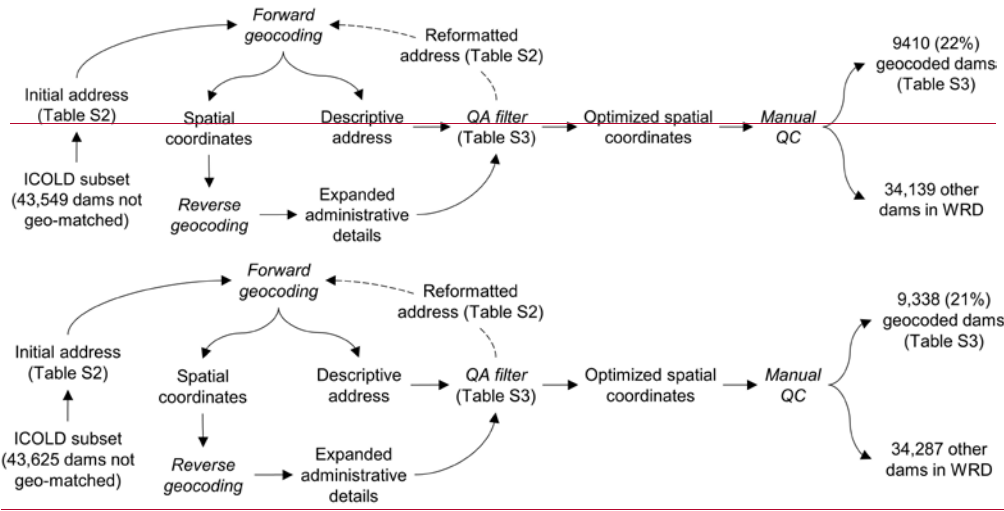 Forward
geocoding
Reformatted
address (Table S2)
9410 (22%)
geocoded dams
(Table S3)
Initial address
(Table S2)
Spatial
coordinates
Descriptive
address
QA filter
(Table S3)
Optimized spatial
coordinates
Manual
QC
ICOLD subset
(43,549 dams not
geo-matched)
Reverse
geocoding
Expanded
administrative
details
34,139 other
dams in WRD
Forward
geocoding
Reformatted
address (Table S2)
9,338 (21%)
geocoded dams
(Table S3)
Initial address
(Table S2)
Spatial
coordinates
Descriptive
address
QA filter
(Table S3)
Optimized spatial
coordinates
Manual
QC
ICOLD subset
(43,625 dams not
geo-matched)
Reverse
geocoding
Expanded
administrative
details
34,287 other
dams in WRD